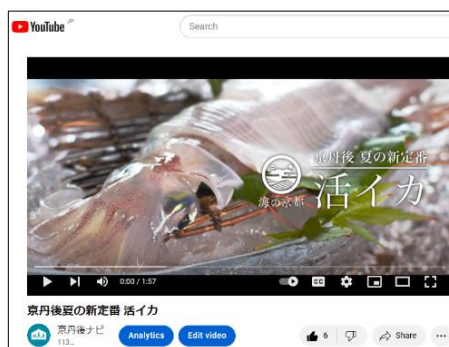 YouTube JP
Search
京丹後 夏の新定番
活イカ
海の京都
0:00 / 1:57
CC
京丹後夏の新定番 活イカ
京丹後ナビ
113...
Analytics
Edit video
6
Share